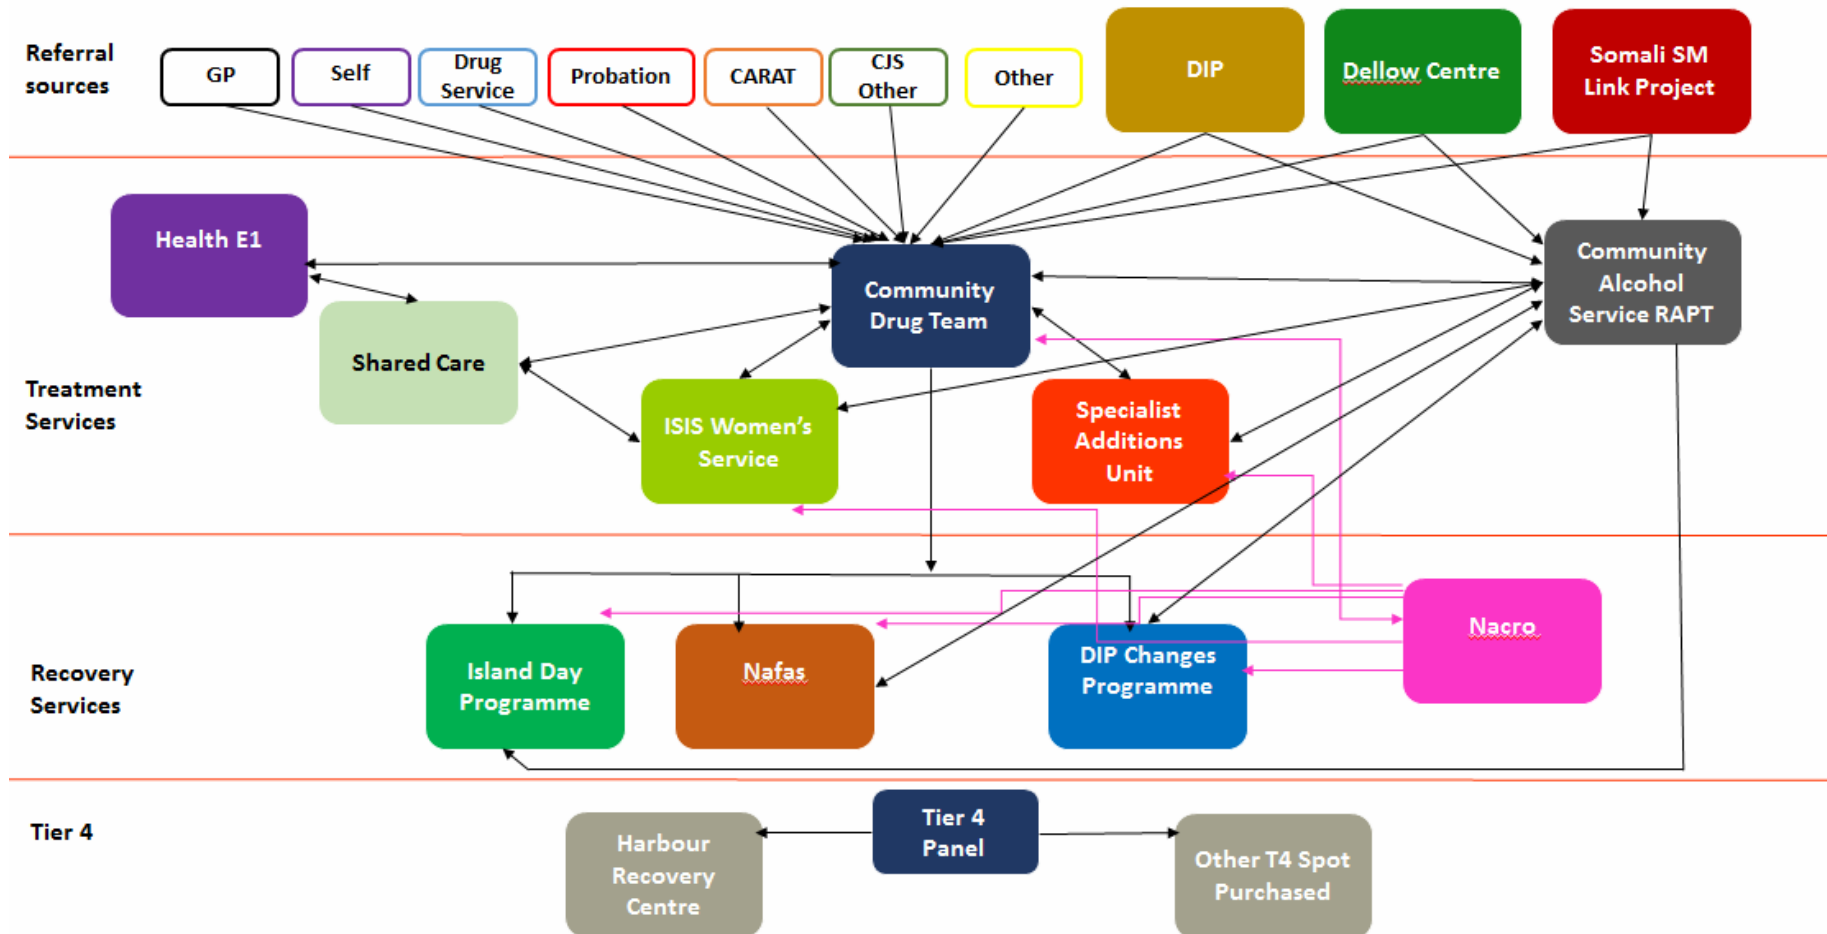 Referral
sources
GP
Self
Drug
Service
Probation
CARAT
CJS
Other
Other
DIP
Dellow Centre
Somali SM
Link Project
Treatment
Services
Health E1
Shared Care
Community
Drug Team
ISIS Women's
Service
Specialist
Additions
Unit
Community
Alcohol
Service RAPT
Recovery
Services
Island Day
Programme
Nafas
DIP Changes
Programme
Nacro
Tier 4
Harbour
Recovery
Centre
Tier 4
Panel
Other T4 Spot
Purchased